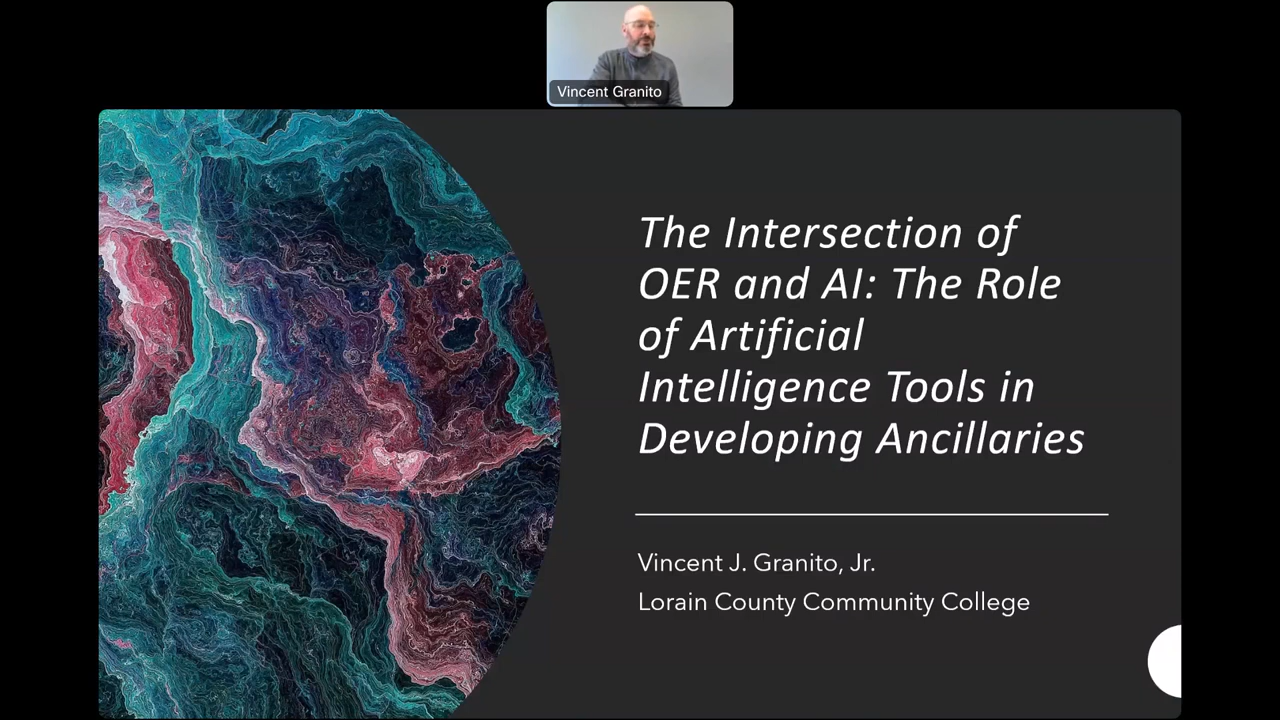 Vincent Granito
The Intersection of
OER and AI: The Role
of Artificial
Intelligence Tools in
Developing Ancillaries
Vincent J. Granito, Jr.
Lorain County Community College